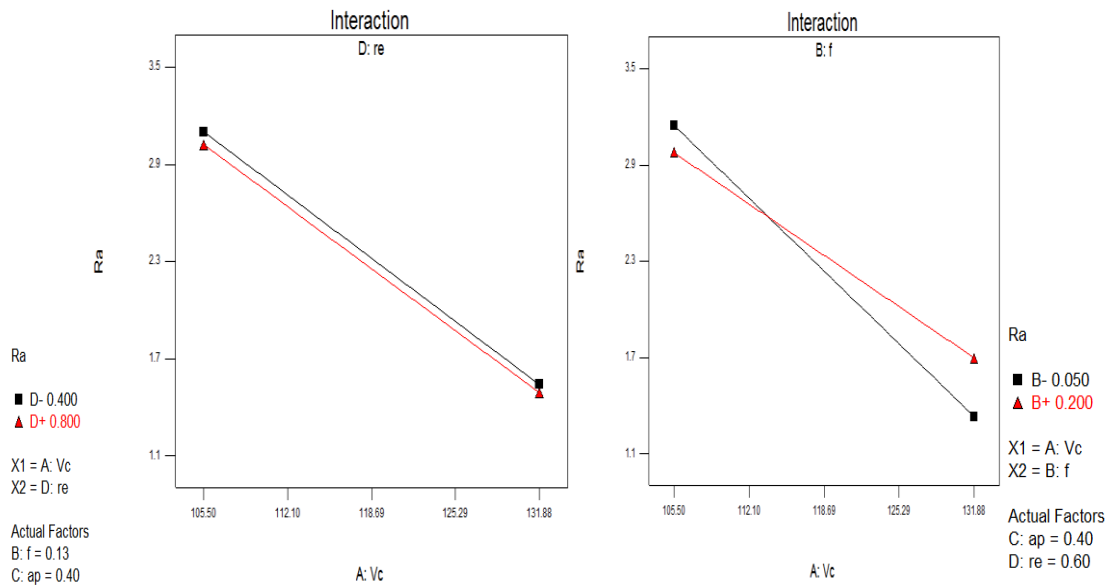 Interaction
D: re
3.5
2.9
2.3
1.7
1.1
Ra
105.50 112.10 118.69 125.29 131.88
A: Vc
Ra
D- 0.400
D+ 0.800
X1 = A: Vc
X2 = D: re
Actual Factors
B: f = 0.13
C: ap = 0.40
Interaction
B: f
3.5
2.9
2.3
1.7
1.1
Ra
105.50 112.10 118.69 125.29 131.88
A: Vc
Ra
B- 0.050
B+ 0.200
X1 = A: Vc
X2 = B: f
Actual Factors
C: ap = 0.40
D: re = 0.60